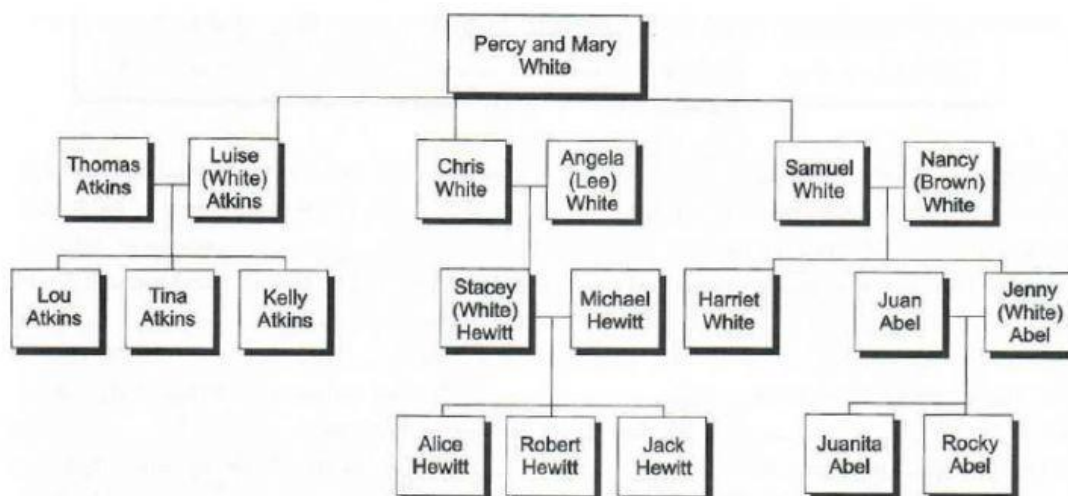 Percy and Mary
White
Thomas
Atkins
Luise
(White)
Atkins
Chris
White
Angela
(Lee)
White
Samuel
White
Nancy
(Brown)
White
Lou
Atkins
Tina
Atkins
Kelly
Atkins
Stacey
(White)
Hewitt
Michael
Hewitt
Harriet
White
Juan
Abel
Jenny
(White)
Abel
Alice
Hewitt
Robert
Hewitt
Jack
Hewitt
Juanita
Abel
Rocky
Abel